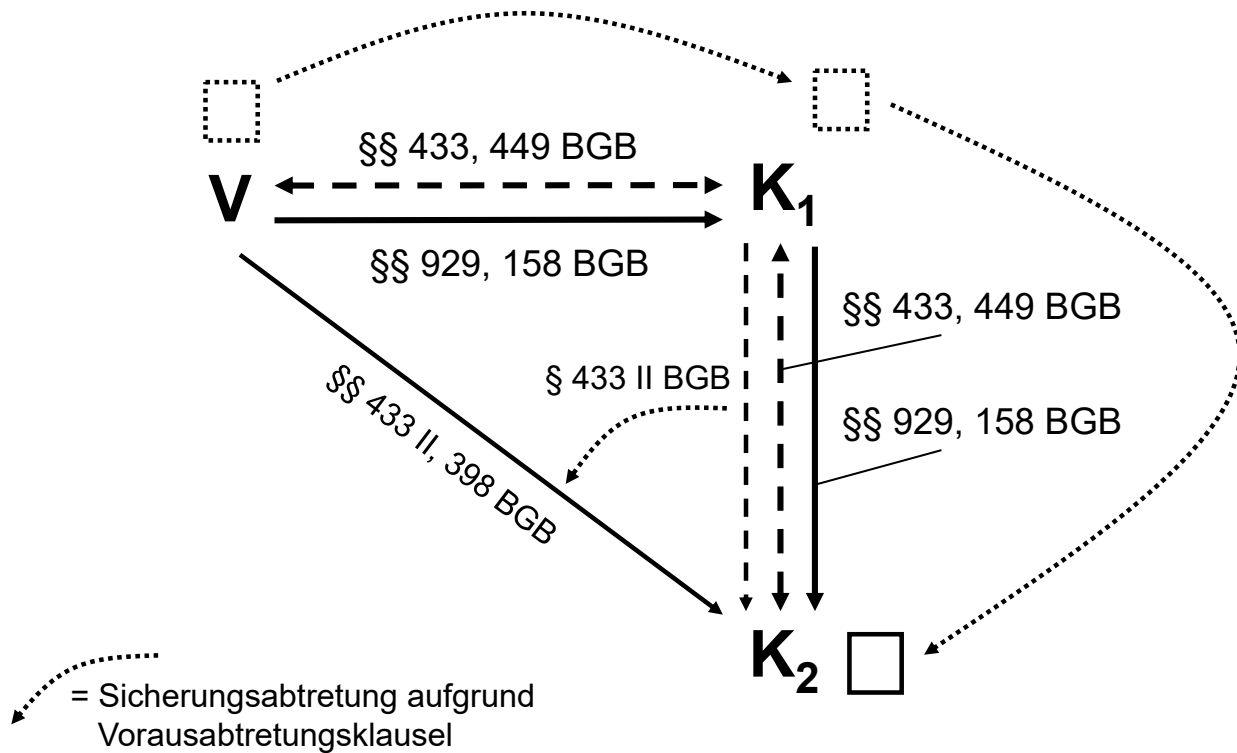 §§ 433, 449 BGB
V
K₁
§§ 929, 158 BGB
§§ 433, 449 BGB
§ 433 II BGB
§§ 433 II, 398 BGB
§§ 929, 158 BGB
K₂
= Sicherungsabtretung aufgrund
Vorausabtretungsklausel